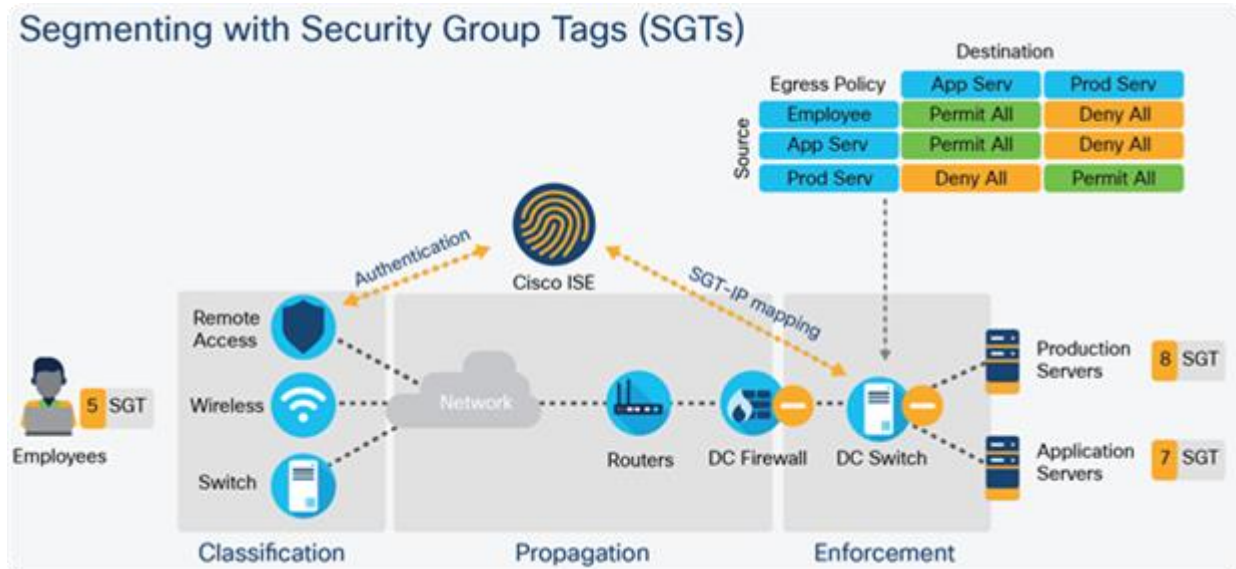 Segmenting with Security Group Tags (SGTs)
Destination
Egress Policy App Serv Prod Serv
Source
Employee Permit All Deny All
App Serv Permit All Deny All
Prod Serv Deny All Permit All
Authentication
Cisco ISE
SGT-IP mapping
Remote
Access
Wireless
Switch
5 SGT
Employees
Network
Routers
DC Firewall
DC Switch
Production
Servers
8 SGT
Application
Servers
7 SGT
Classification
Propagation
Enforcement